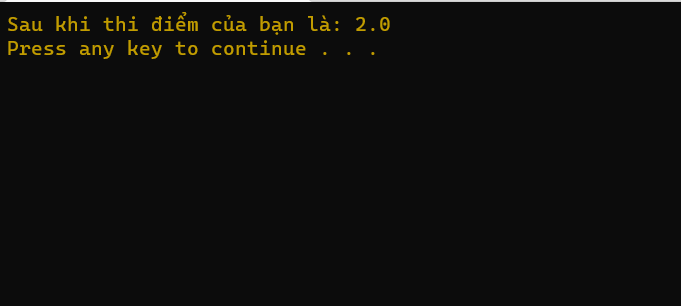 Sau khi thi điểm của bạn là: 2.0
Press any key to continue . . .